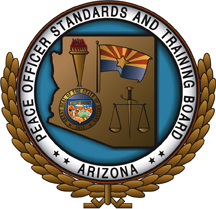 PEACE OFFICER STANDARDS AND TRAINING BOARD
ARIZONA